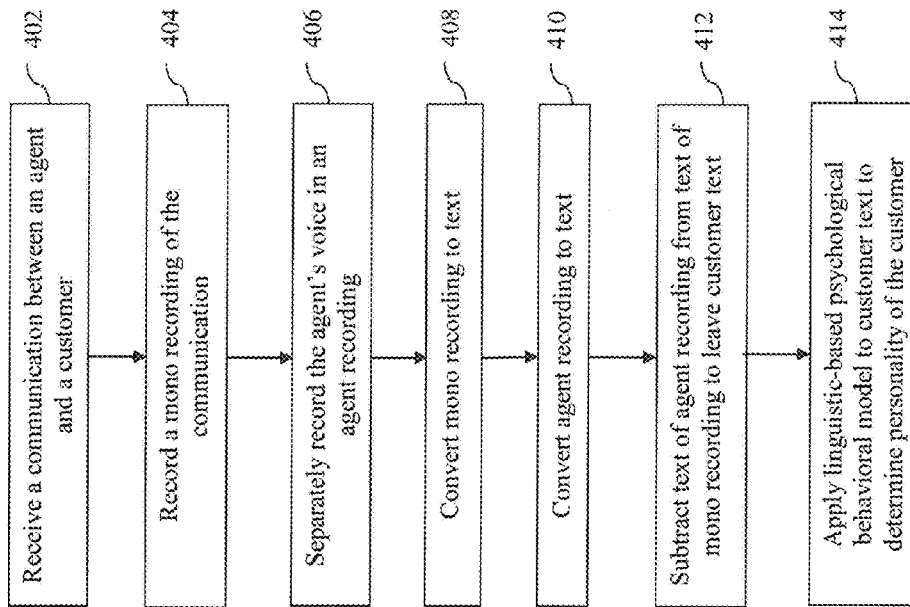 Receive a communication between an agent
and a customer
402
Record a mono recording of the
communication
404
Separately record the agent's voice in an
agent recording
406
Convert mono recording to text
408
Convert agent recording to text
410
Subtract text of agent recording from text of
mono recording to leave customer text
412
Apply linguistic-based psychological
behavioral model to customer text to
determine personality of the customer
414